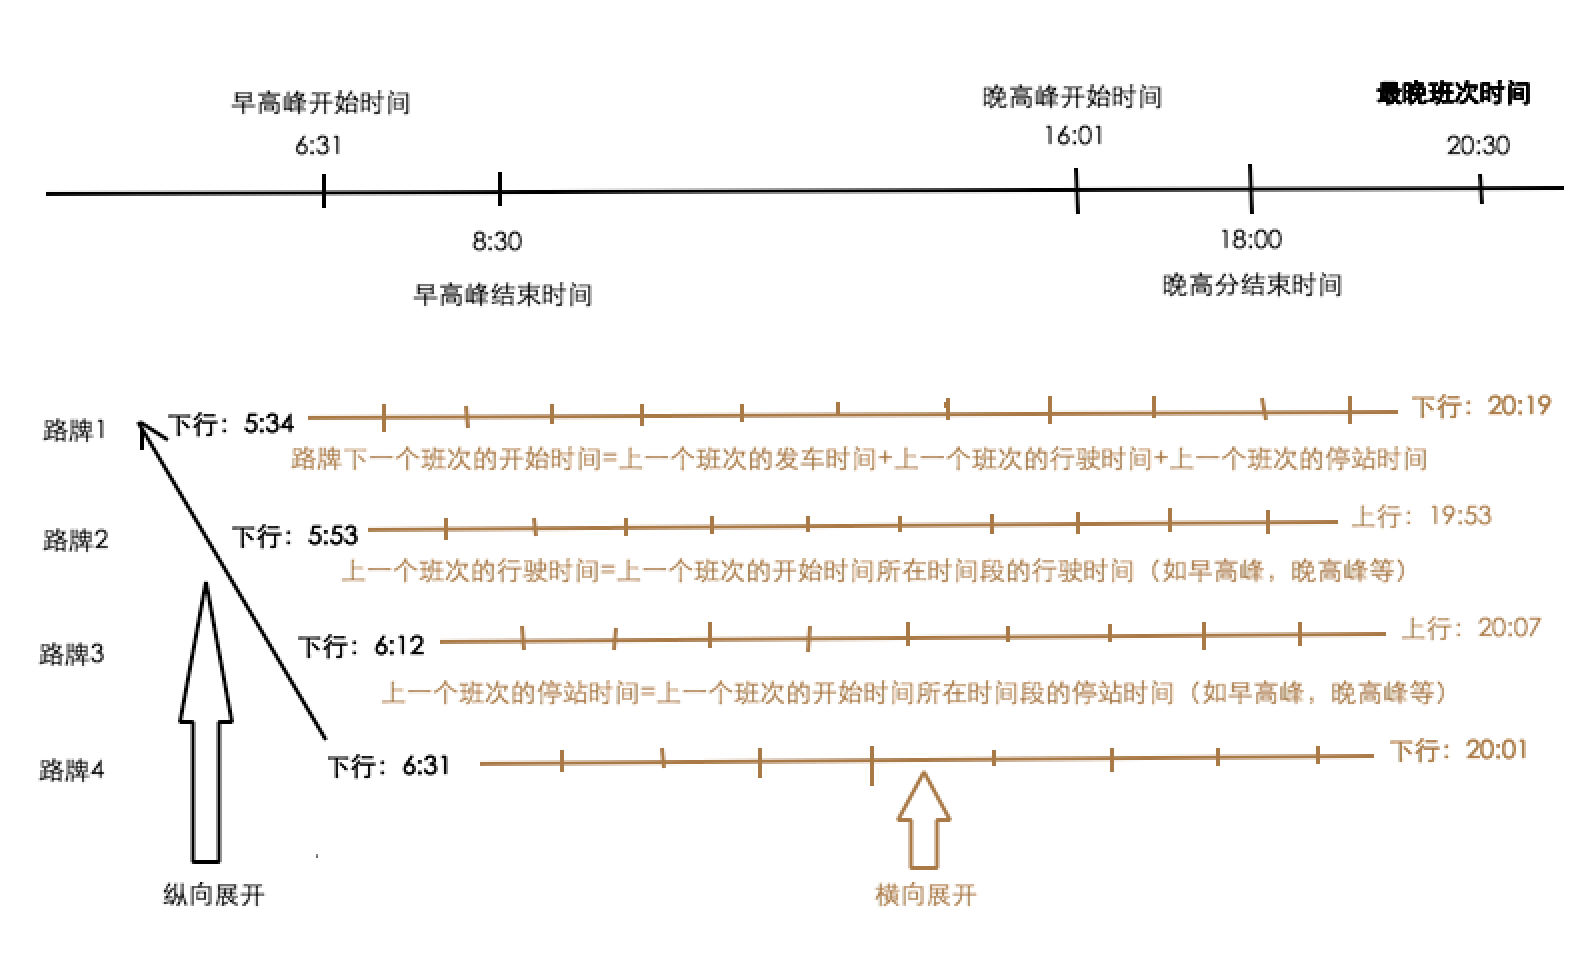 早高峰开始时间
6:31
晚高峰开始时间
16:01
最晚班次时间
20:30
8:30
早高峰结束时间
18:00
晚高分结束时间
路牌1
下行：5:34
下行：20:19
路牌下一个班次的开始时间=上一个班次的发车时间+上一个班次的行驶时间+上一个班次的停站时间
路牌2
下行：5:53
上行：19:53
上一个班次的行驶时间=上一个班次的开始时间所在时间段的行驶时间（如早高峰，晚高峰等）
路牌3
下行：6:12
上行：20:07
上一个班次的停站时间=上一个班次的开始时间所在时间段的停站时间（如早高峰，晚高峰等）
路牌4
下行：6:31
下行：20:01
纵向展开
横向展开